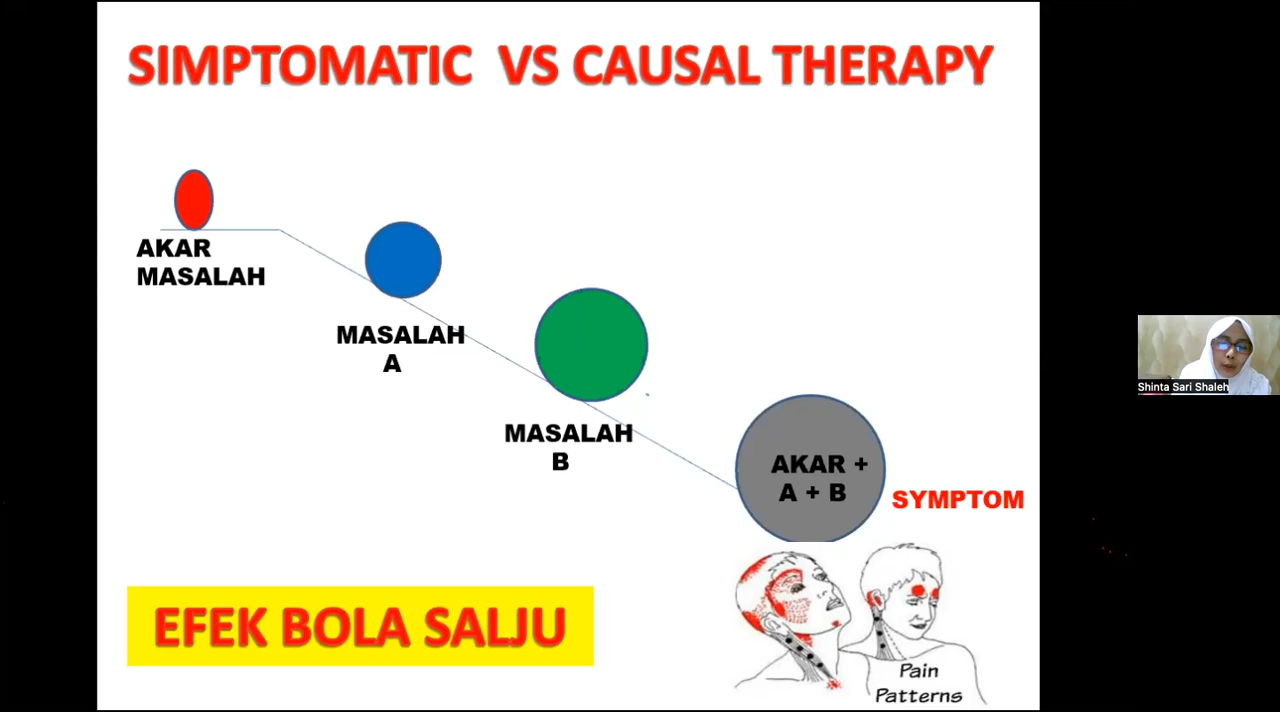 SIMPTOMATIC VS CAUSAL THERAPY
AKAR
MASALAH
MASALAH
A
MASALAH
B
AKAR +
A + B
SYMPTOM
EFEK BOLA SALJU
Pain
Patterns
Shinta Sari Shaleh